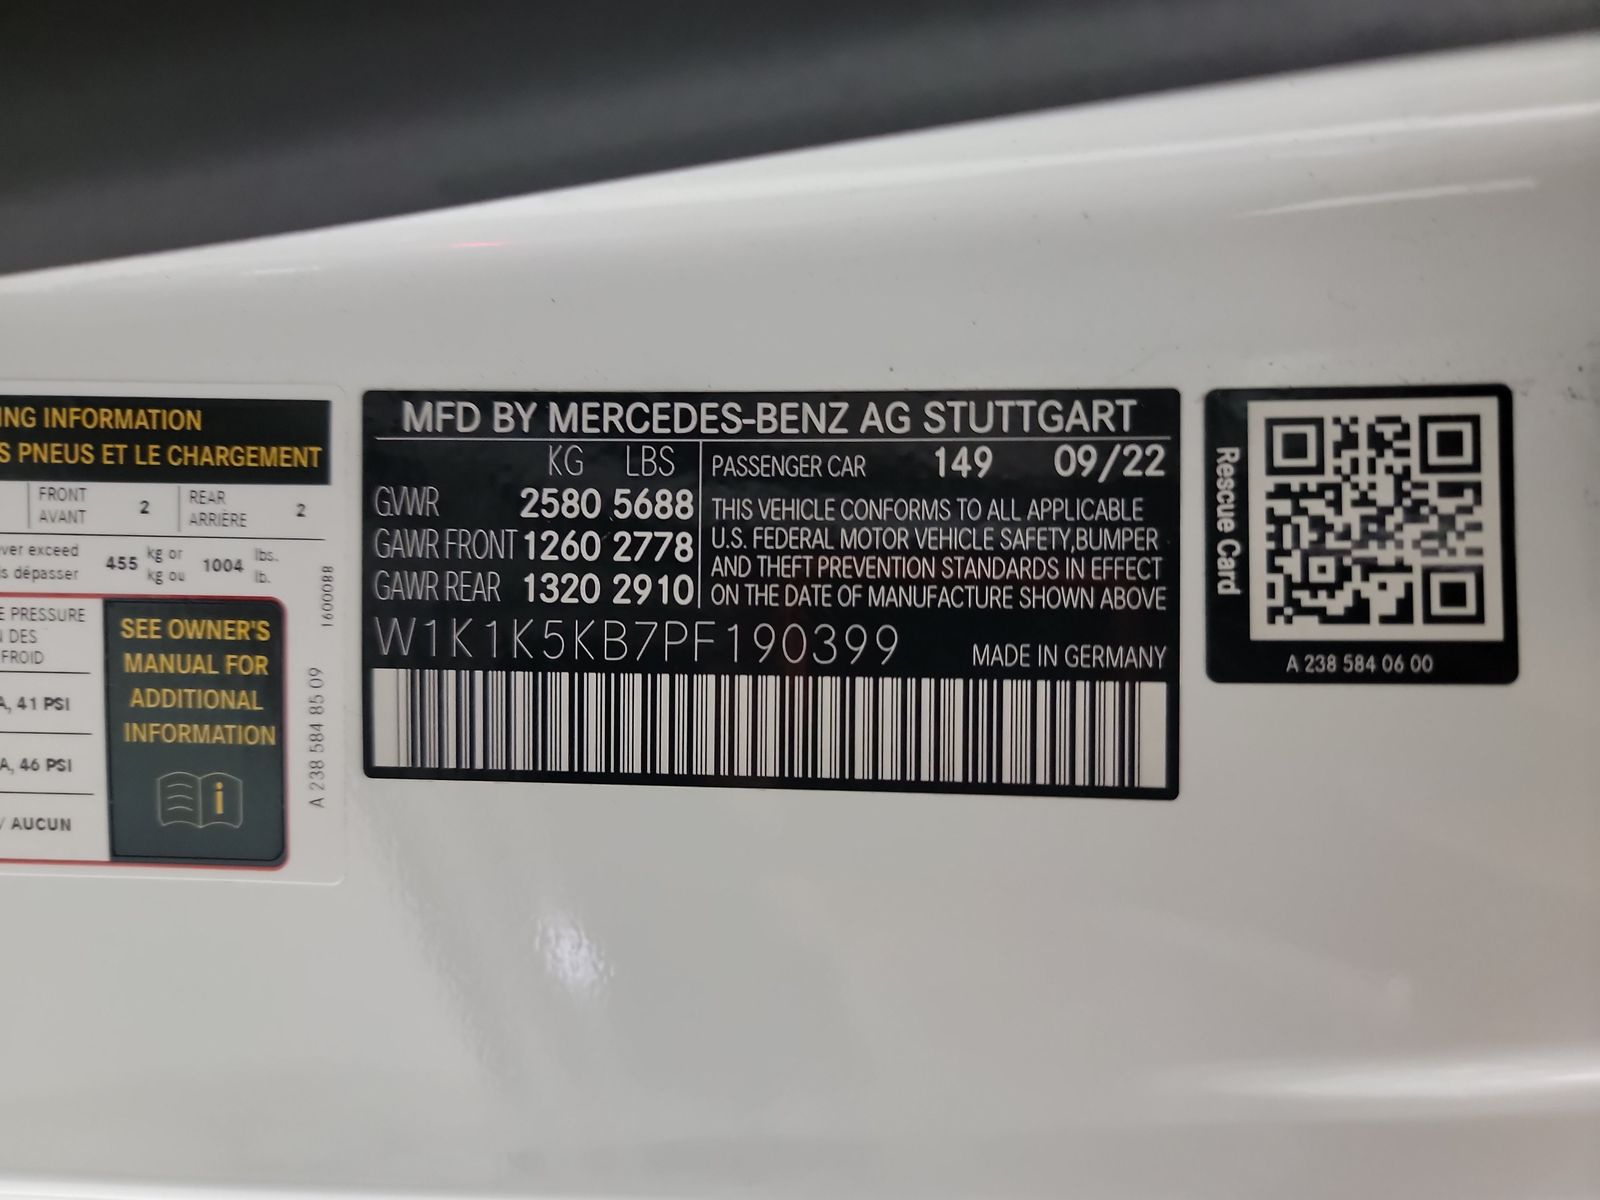 ING INFORMATION
S PNEUS ET LE CHARGEMENT
FRONT
AVANT
2
REAR
ARRIÈRE
2
ver exceed
s dépasser
455
kg or
kg ou
1004
lbs.
lb.
E PRESSURE
DES
FROID
A, 41 PSI
A, 46 PSI
/ AUCUN
SEE OWNER'S
MANUAL FOR
ADDITIONAL
INFORMATION
i
1600088
A 238 584 85 09
MFD BY MERCEDES-BENZ AG STUTTGART
KG LBS
GVWR 2580 5688
GAWR FRONT 1260 2778
GAWR REAR 1320 2910
PASSENGER CAR 149 09/22
THIS VEHICLE CONFORMS TO ALL APPLICABLE
U.S. FEDERAL MOTOR VEHICLE SAFETY,BUMPER
AND THEFT PREVENTION STANDARDS IN EFFECT
ON THE DATE OF MANUFACTURE SHOWN ABOVE
W1K1K5KB7PF190399
MADE IN GERMANY
Rescue Card
A 238 584 06 00